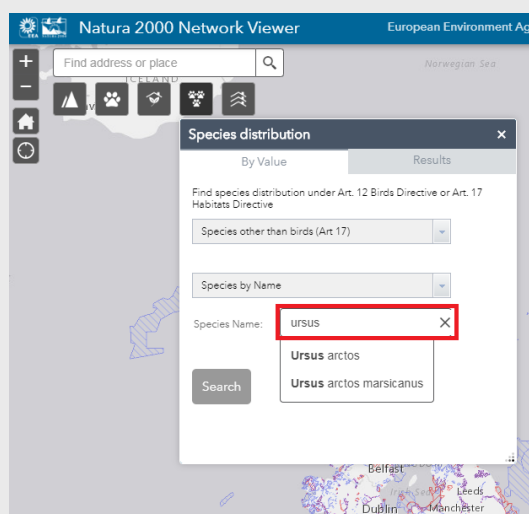 Natura 2000 Network Viewer
European Environment Ag
Find address or place
Norwegian Sea
ICELAND
Species distribution
By Value
Results
Find species distribution under Art. 12 Birds Directive or Art. 17
Habitats Directive
Species other than birds (Art 17)
Species by Name
Species Name:
ursus
Ursus arctos
Ursus arctos marsicanus
Search
Belfast
Irish Sea
Leeds
Dublin
Manchester